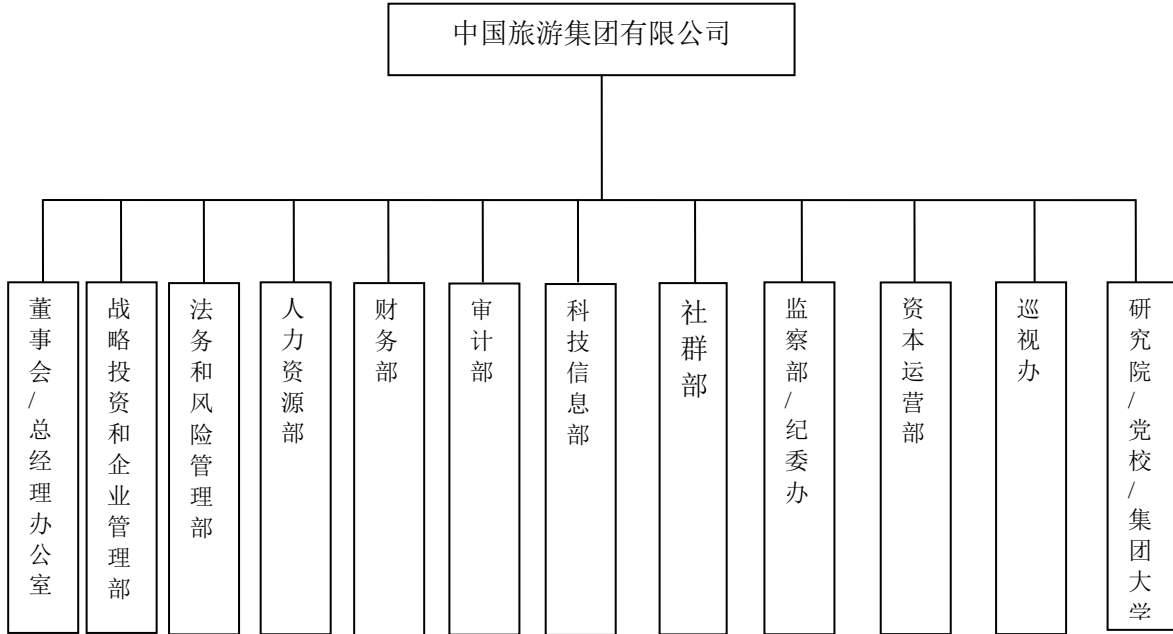 中国旅游集团有限公司
董事会/总经理办公室
战略投资和企业管理部
法务和风险管理部
人力资源部
财务部
审计部
科技信息部
社群部
监察部/纪委办
资本运营部
巡视办
研究院/党校/集团大学